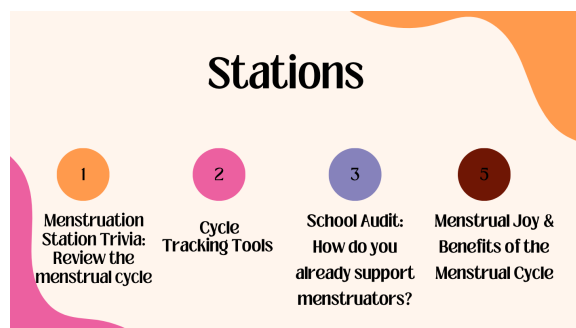 Stations
1
Menstruation
Station Trivia:
Review the
menstrual cycle
2
Cycle
Tracking Tools
3
School Audit:
How do you
already support
menstruators?
5
Menstrual Joy &
Benefits of the
Menstrual Cycle